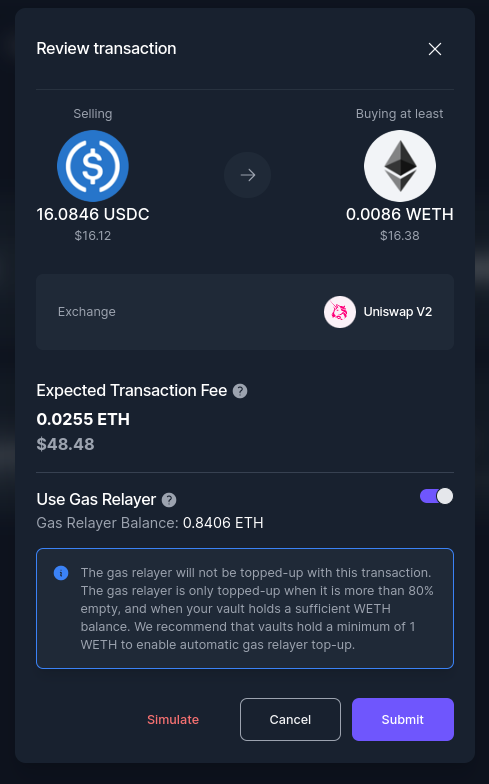 Review transaction
Selling
Buying at least
16.0846 USDC
0.0086 WETH
$16.12
$16.38
Exchange
Uniswap V2
Expected Transaction Fee ?
0.0255 ETH
$48.48
Use Gas Relayer ?
Gas Relayer Balance: 0.8406 ETH
The gas relayer will not be topped-up with this transaction.
The gas relayer is only topped-up when it is more than 80%
empty, and when your vault holds a sufficient WETH
balance. We recommend that vaults hold a minimum of 1
WETH to enable automatic gas relayer top-up.
Simulate
Cancel
Submit